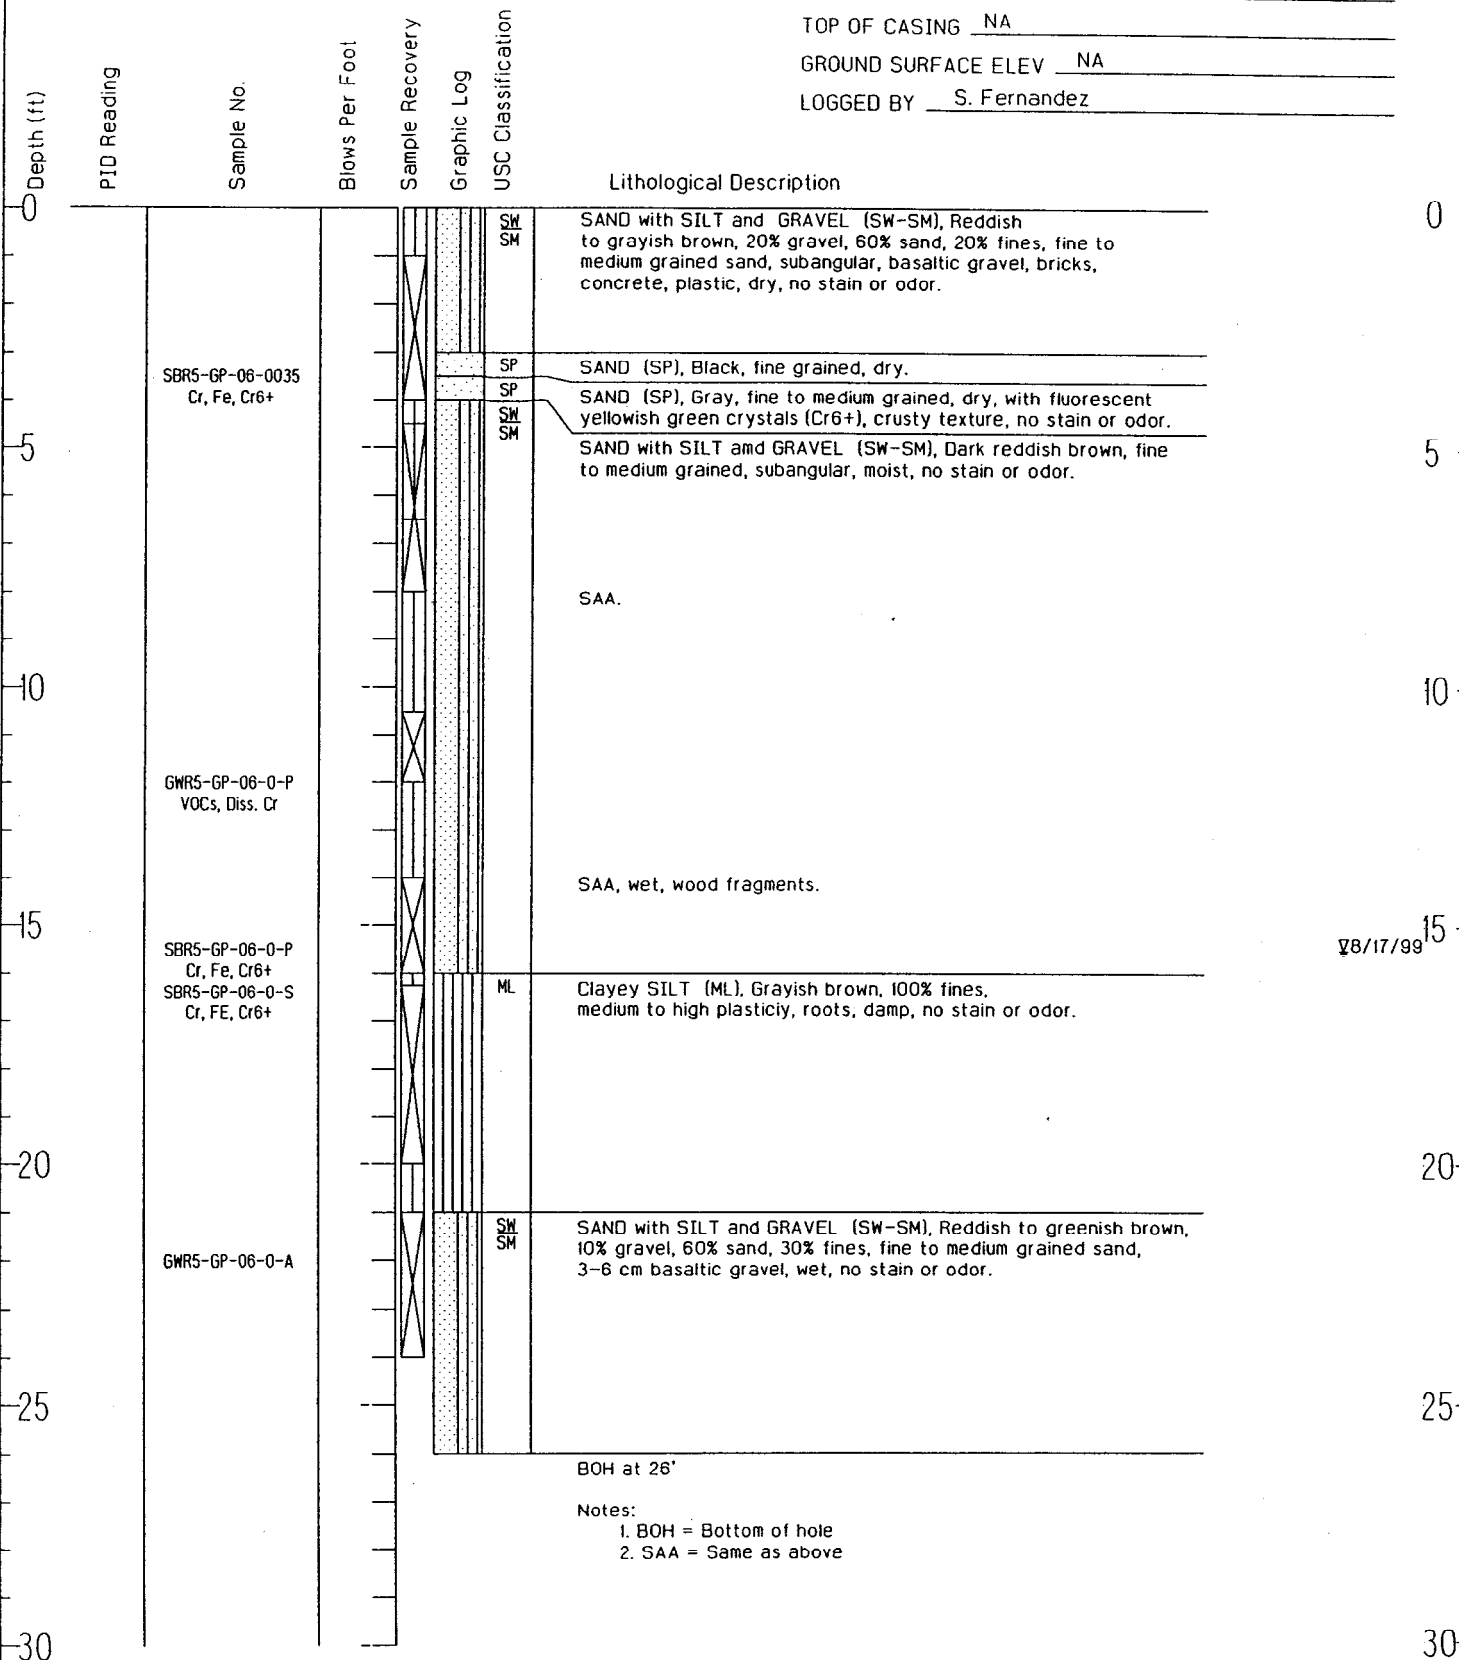 TOP OF CASING NA
GROUND SURFACE ELEV NA
LOGGED BY S. Fernandez
Depth (ft)
PID Reading
Sample No.
Blows Per Foot
Sample Recovery
Graphic Log
USC Classification
Lithological Description
0
0
SW
SM
SAND with SILT and GRAVEL (SW-SM), Reddish
to grayish brown, 20% gravel, 60% sand, 20% fines, fine to
medium grained sand, subangular, basaltic gravel, bricks,
concrete, plastic, dry, no stain or odor.
SP
SAND (SP), Black, fine grained, dry.
SBR5-GP-06-0035
Cr, Fe, Cr6+
SP
SAND (SP), Gray, fine to medium grained, dry, with fluorescent
yellowish green crystals (Cr6+), crusty texture, no stain or odor.
SW
SM
5
5
SAND with SILT amd GRAVEL (SW-SM), Dark reddish brown, fine
to medium grained, subangular, moist, no stain or odor.
SAA.
10
10
GWR5-GP-06-0-P
VOCs, Diss. Cr
SAA, wet, wood fragments.
15
15
8/17/99
SBR5-GP-06-0-P
Cr, Fe, Cr6+
SBR5-GP-06-0-S
Cr, FE, Cr6+
ML
Clayey SILT (ML), Grayish brown, 100% fines,
medium to high plasticiy, roots, damp, no stain or odor.
20
20
SW
SM
SAND with SILT and GRAVEL (SW-SM), Reddish to greenish brown,
10% gravel, 60% sand, 30% fines, fine to medium grained sand,
3-6 cm basaltic gravel, wet, no stain or odor.
GWR5-GP-06-0-A
25
25
BOH at 26'
Notes:
1. BOH = Bottom of hole
2. SAA = Same as above
30
30